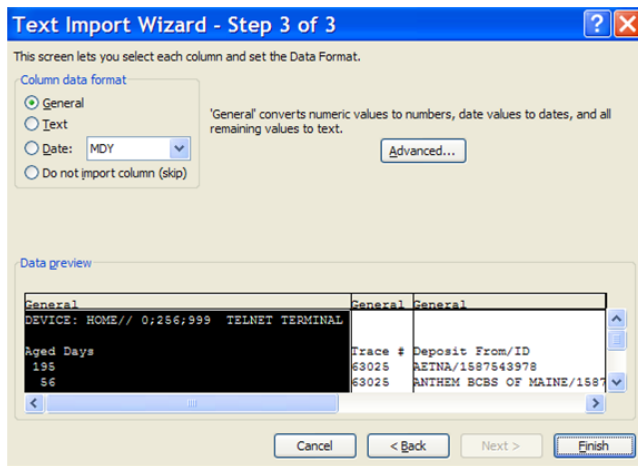 Text Import Wizard - Step 3 of 3
This screen lets you select each column and set the Data Format.
Column data format
General
Text
Date: MDY
Do not import column (skip)
'General' converts numeric values to numbers, date values to dates, and all
remaining values to text.
Advanced...
Data preview
General General General
DEVICE: HOME// 0;256;999 TELNET TERMINAL
Aged Days Trace # Deposit From/ID
195 63025 AETNA/1587543978
56 63025 ANTHEM BCBS OF MAINE/1587
Cancel < Back Next > Finish